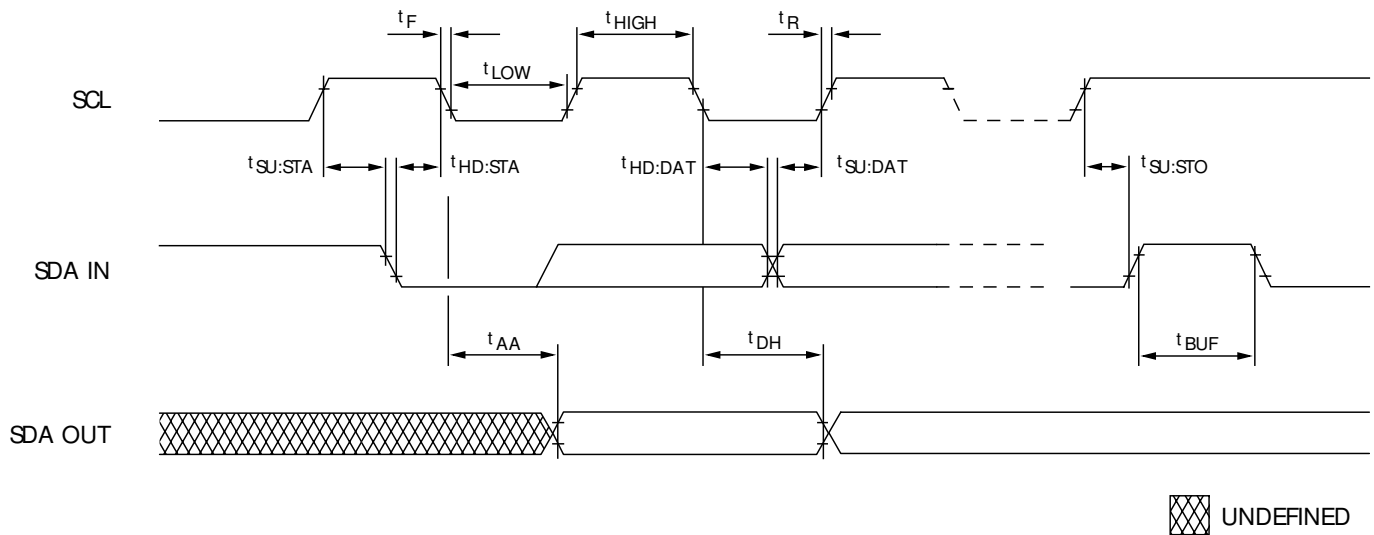 tF
tHIGH
tR
tLOW
SCL
tSU:STA
tHD:STA
tHD:DAT
tSU:DAT
tSU:STO
SDA IN
tAA
tDH
tBUF
SDA OUT
UNDEFINED